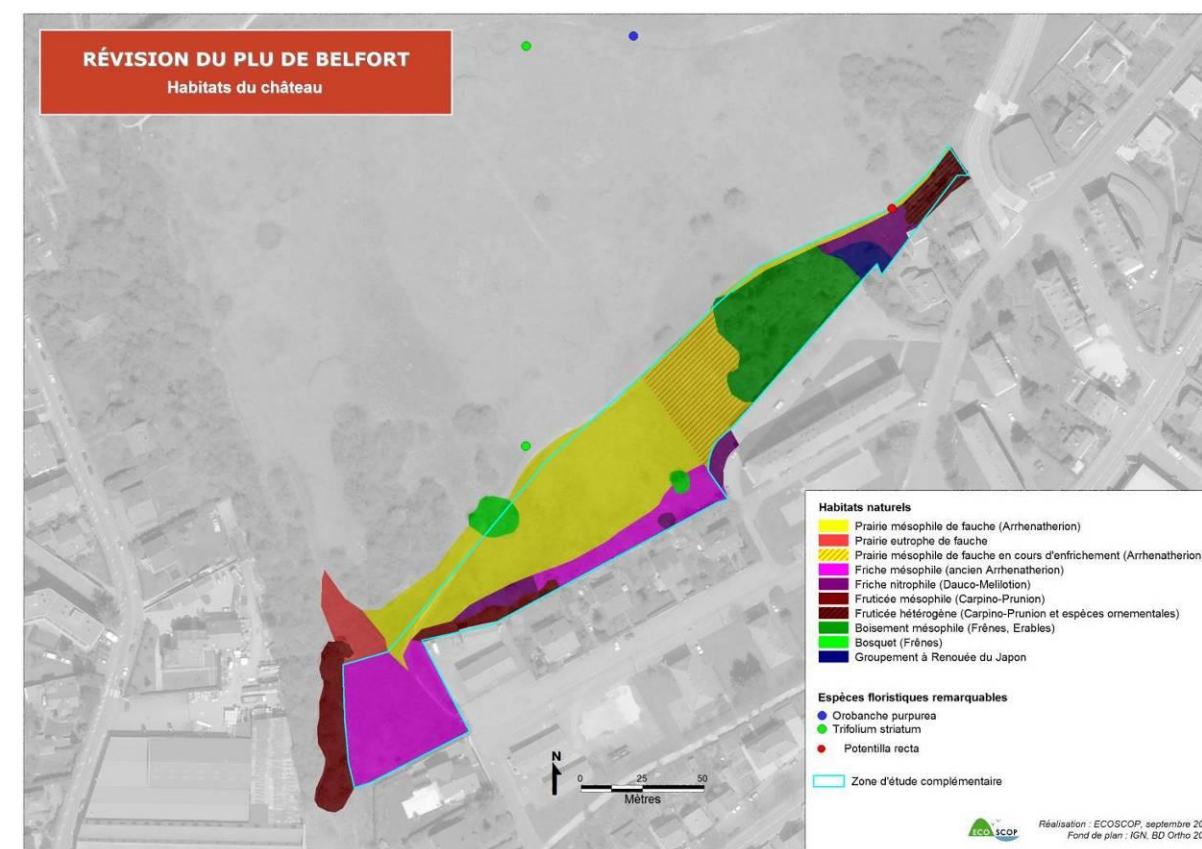 RÉVISION DU PLU DE BELFORT
Habitats du château
Habitats naturels
Prairie mésophile de fauche (Arrhenatherion)
Prairie eutrophe de fauche
Prairie mésophile de fauche en cours d'enfrichement (Arrhenatherion
Friche mésophile (ancien Arrhenatherion)
Friche nitrophile (Dauco-Melilotion)
Fruticée mésophile (Carpino-Prunion)
Fruticée hétérogène (Carpino-Prunion et espèces ornementales)
Boisement mésophile (Frênes, Erables)
Bosquet (Frênes)
Groupement à Renouée du Japon
Espèces floristiques remarquables
Orobanche purpurea
Trifolium striatum
Potentilla recta
Zone d'étude complémentaire
N
0 25 50
Mètres
ECO SCOP
Réalisation : ECOSCOP, septembre 20
Fond de plan : IGN, BD Ortho 20